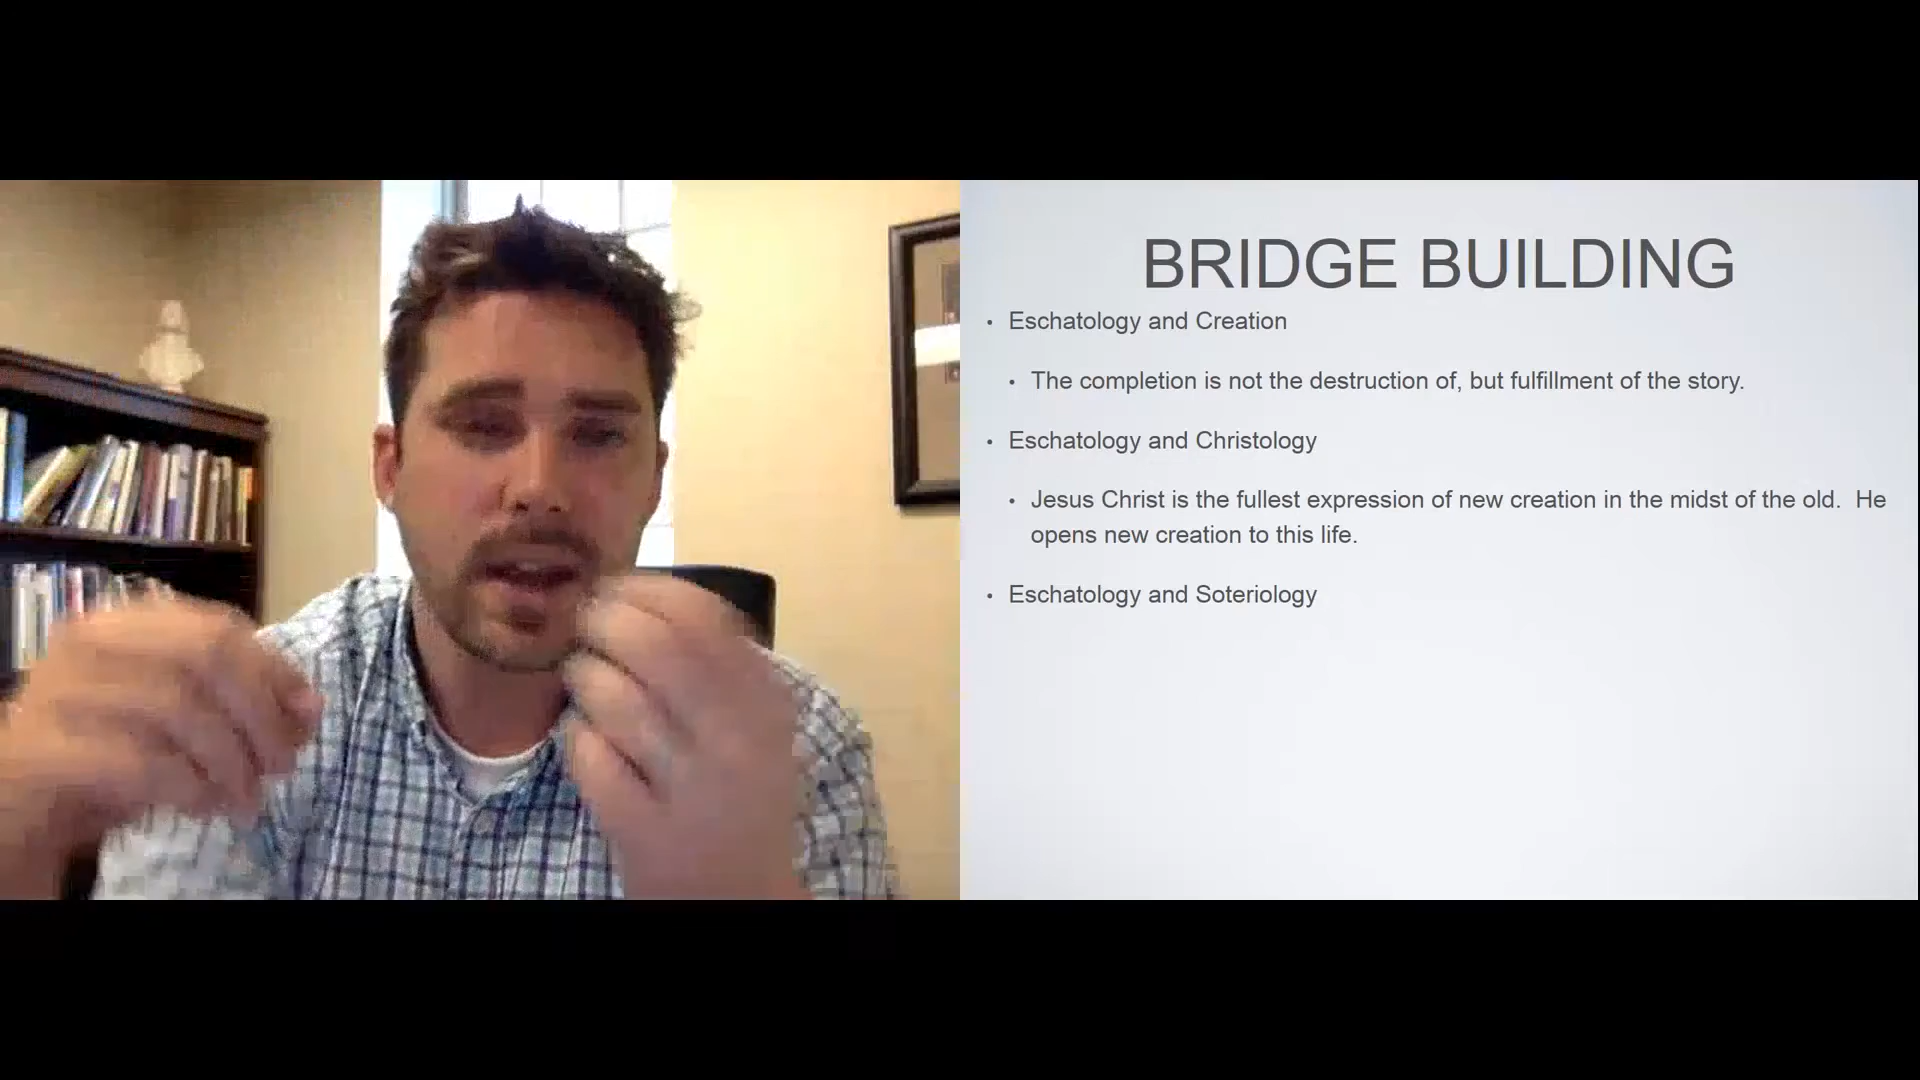 BRIDGE BUILDING
• Eschatology and Creation
• The completion is not the destruction of, but fulfillment of the story.
• Eschatology and Christology
• Jesus Christ is the fullest expression of new creation in the midst of the old.  He
opens new creation to this life.
• Eschatology and Soteriology